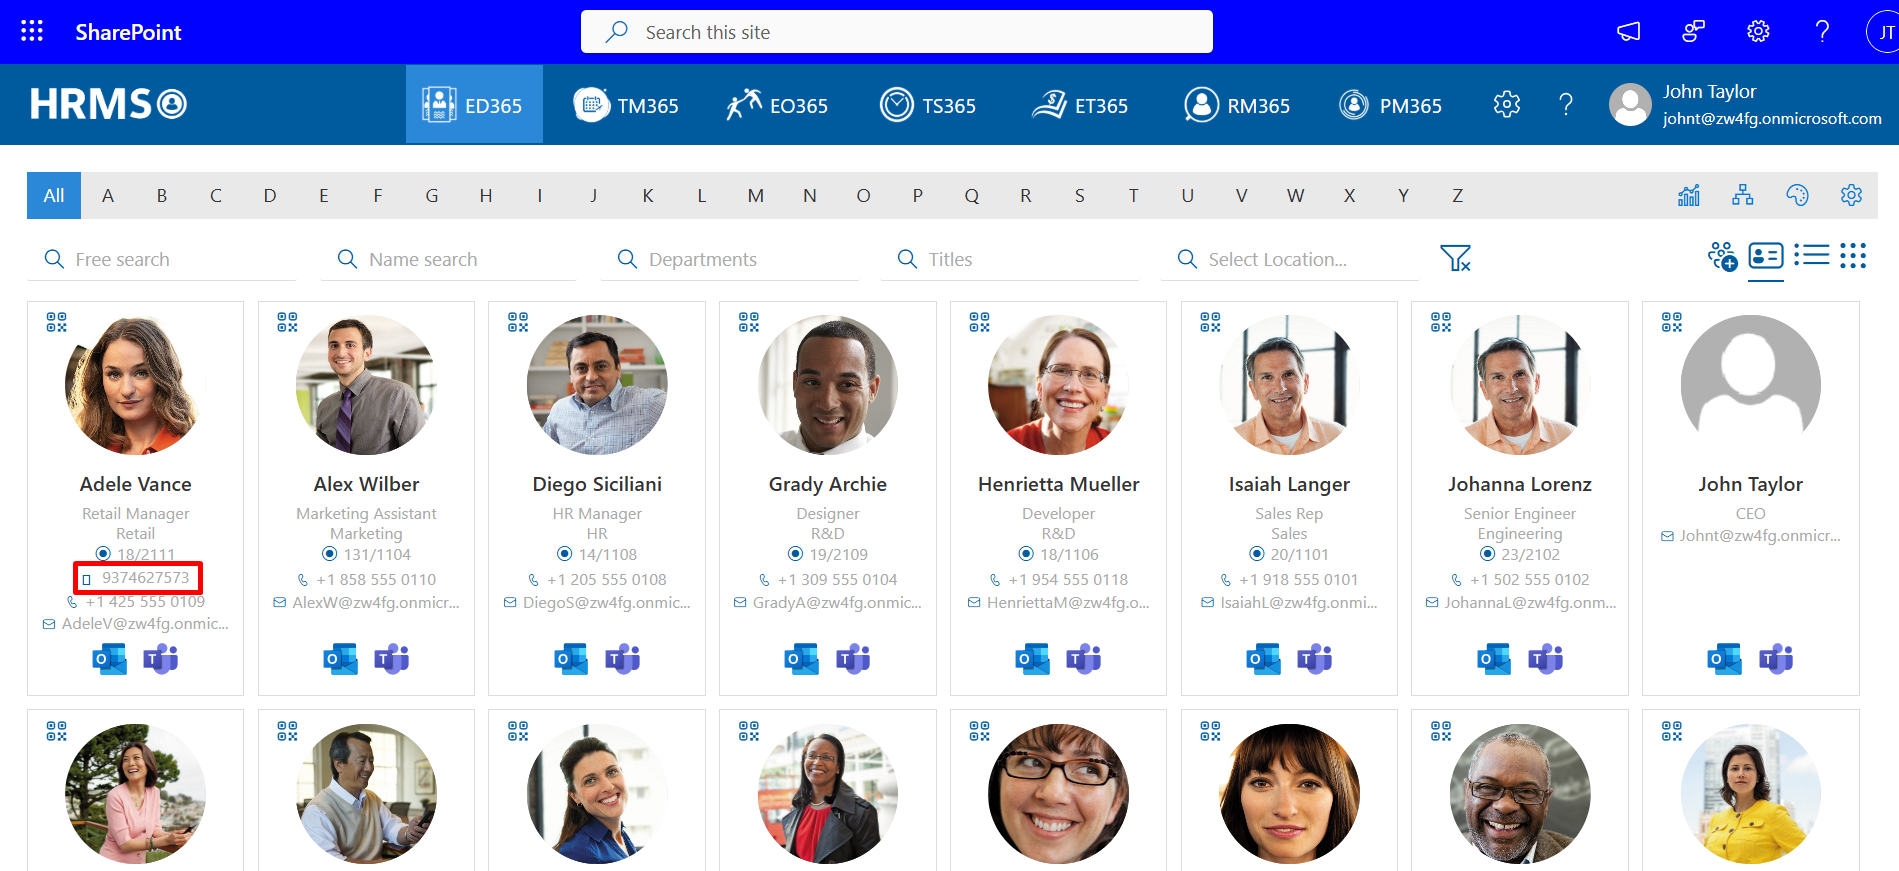 SharePoint
Search this site
JT
HRMS
ED365
TM365
EO365
TS365
ET365
RM365
PM365
John Taylor
johnt@zw4fg.onmicrosoft.com
All A B C D E F G H I J K L M N O P Q R S T U V W X Y Z
Free search
Name search
Departments
Titles
Select Location...
Adele Vance
Retail Manager
Retail
18/2111
9374627573
+1 425 555 0109
AdeleV@zw4fg.onmic...
Alex Wilber
Marketing Assistant
Marketing
131/1104
+1 858 555 0110
AlexW@zw4fg.onmicr...
Diego Siciliani
HR Manager
HR
14/1108
+1 205 555 0108
DiegoS@zw4fg.onmic...
Grady Archie
Designer
R&D
19/2109
+1 309 555 0104
GradyA@zw4fg.onmic...
Henrietta Mueller
Developer
R&D
18/1106
+1 954 555 0118
HenriettaM@zw4fg.o...
Isaiah Langer
Sales Rep
Sales
20/1101
+1 918 555 0101
IsaiahL@zw4fg.onmi...
Johanna Lorenz
Senior Engineer
Engineering
23/2102
+1 502 555 0102
JohannaL@zw4fg.onm...
John Taylor
CEO
Johnt@zw4fg.onmicr...